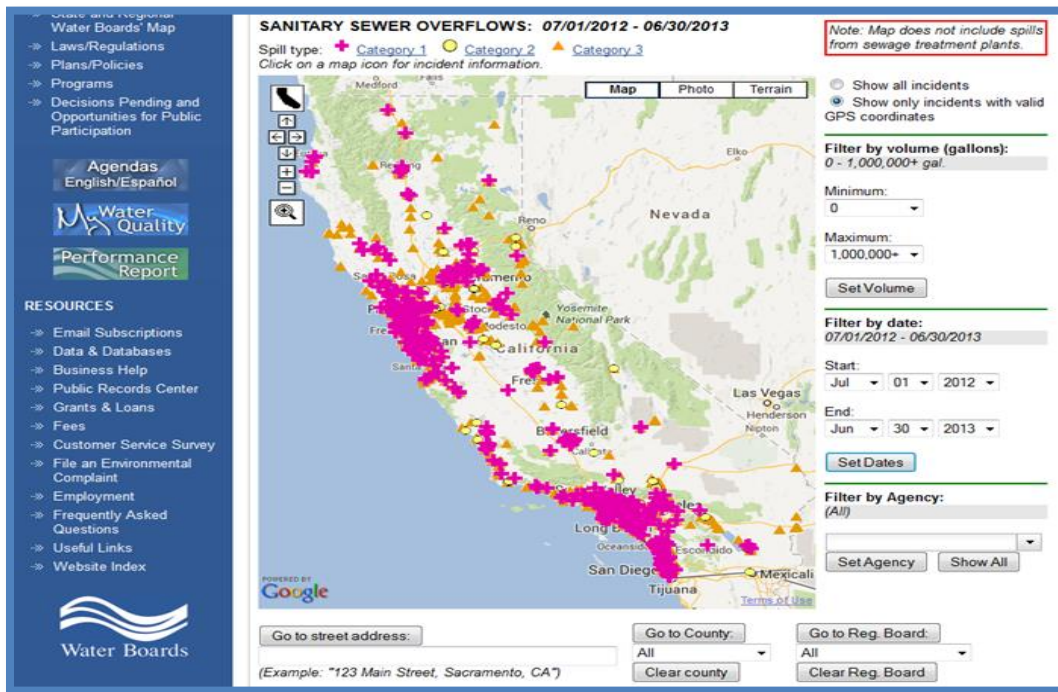 Water Boards' Map
Laws/Regulations
Plans/Policies
Programs
Decisions Pending and
Opportunities for Public
Participation
Agendas
English/Español
My Water
Quality
Performance
Report
RESOURCES
Email Subscriptions
Data & Databases
Business Help
Public Records Center
Grants & Loans
Fees
Customer Service Survey
File an Environmental
Complaint
Employment
Frequently Asked
Questions
Useful Links
Website Index
Water Boards
SANITARY SEWER OVERFLOWS: 07/01/2012 - 06/30/2013
Spill type: Category 1 Category 2 Category 3
Click on a map icon for incident information.
Map Photo Terrain
Medford
Elko
Reno
Nevada
Yosemite
National Park
California
Las Vegas
Henderson
Nipton
San Diego
Mexicali
Tijuana
POWERED BY
Google
Terms of Use
Go to street address:
(Example: "123 Main Street, Sacramento, CA")
Go to County:
All
Clear county
Go to Reg. Board:
All
Clear Reg. Board
Note: Map does not include spills
from sewage treatment plants.
Show all incidents
Show only incidents with valid
GPS coordinates
Filter by volume (gallons):
0 - 1,000,000+ gal.
Minimum:
0
Maximum:
1,000,000+
Set Volume
Filter by date:
07/01/2012 - 06/30/2013
Start:
Jul 01 2012
End:
Jun 30 2013
Set Dates
Filter by Agency:
(All)
Set Agency Show All